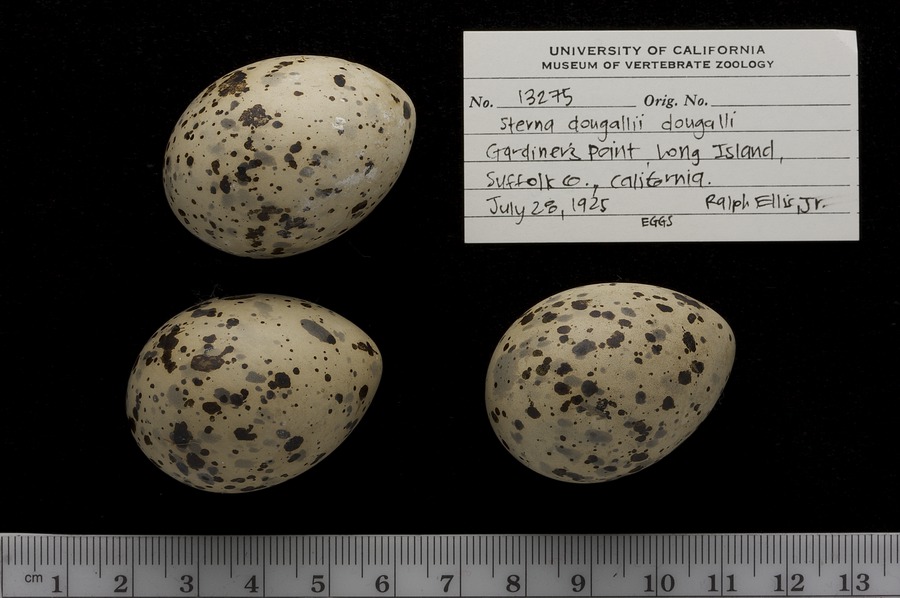 UNIVERSITY OF CALIFORNIA
MUSEUM OF VERTEBRATE ZOOLOGY
No. 13275 Orig. No.
Sterna dougallii dougalli
Gardiner's Point, Long Island,
Suffolk co., california.
July 28, 1925 Ralph Ellis, Jr.
EGGS
cm 1 2 3 4 5 6 7 8 9 10 11 12 13